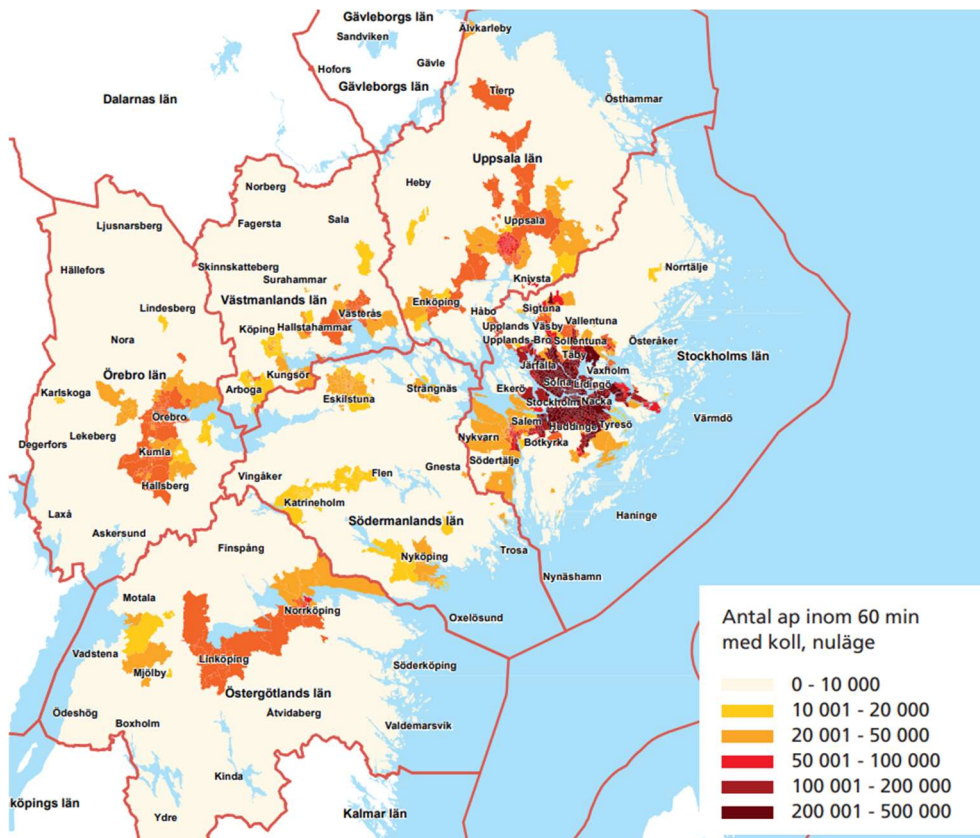 Gävleborgs län
Sandviken
Älvkarleby
Hofors
Gävle
Gävleborgs län
Dalarnas län
Tierp
Östhammar
Uppsala län
Heby
Norberg
Ljusnarsberg
Fagersta
Sala
Uppsala
Hällefors
Skinnskatteberg
Surahammar
Knivsta
Norrtälje
Västmanlands län
Enköping
Håbo
Sigtuna
Lindesberg
Västerås
Köping
Hallstahammar
Upplands Väsby
Vallentuna
Nora
Upplands-Bro
Sollentuna
Österåker
Täby
Stockholms län
Järfälla
Vaxholm
Örebro län
Kungsör
Solna
Lidingö
Karlskoga
Arboga
Eskilstuna
Strängnäs
Ekerö
Stockholm
Nacka
Örebro
Värmdö
Salem
Huddinge
Tyresö
Lekeberg
Degerfors
Kumla
Nykvarn
Botkyrka
Södertälje
Gnesta
Vingåker
Flen
Hallsberg
Katrineholm
Laxå
Södermanlands län
Haninge
Askersund
Finspång
Nyköping
Trosa
Nynäshamn
Motala
Norrköping
Oxelösund
Vadstena
Linköping
Söderköping
Mjölby
Östergötlands län
Ödeshög
Boxholm
Åtvidaberg
Valdemarsvik
Kinda
köpings län
Ydre
Kalmar län
Antal ap inom 60 min
med koll, nuläge
0 - 10 000
10 001 - 20 000
20 001 - 50 000
50 001 - 100 000
100 001 - 200 000
200 001 - 500 000